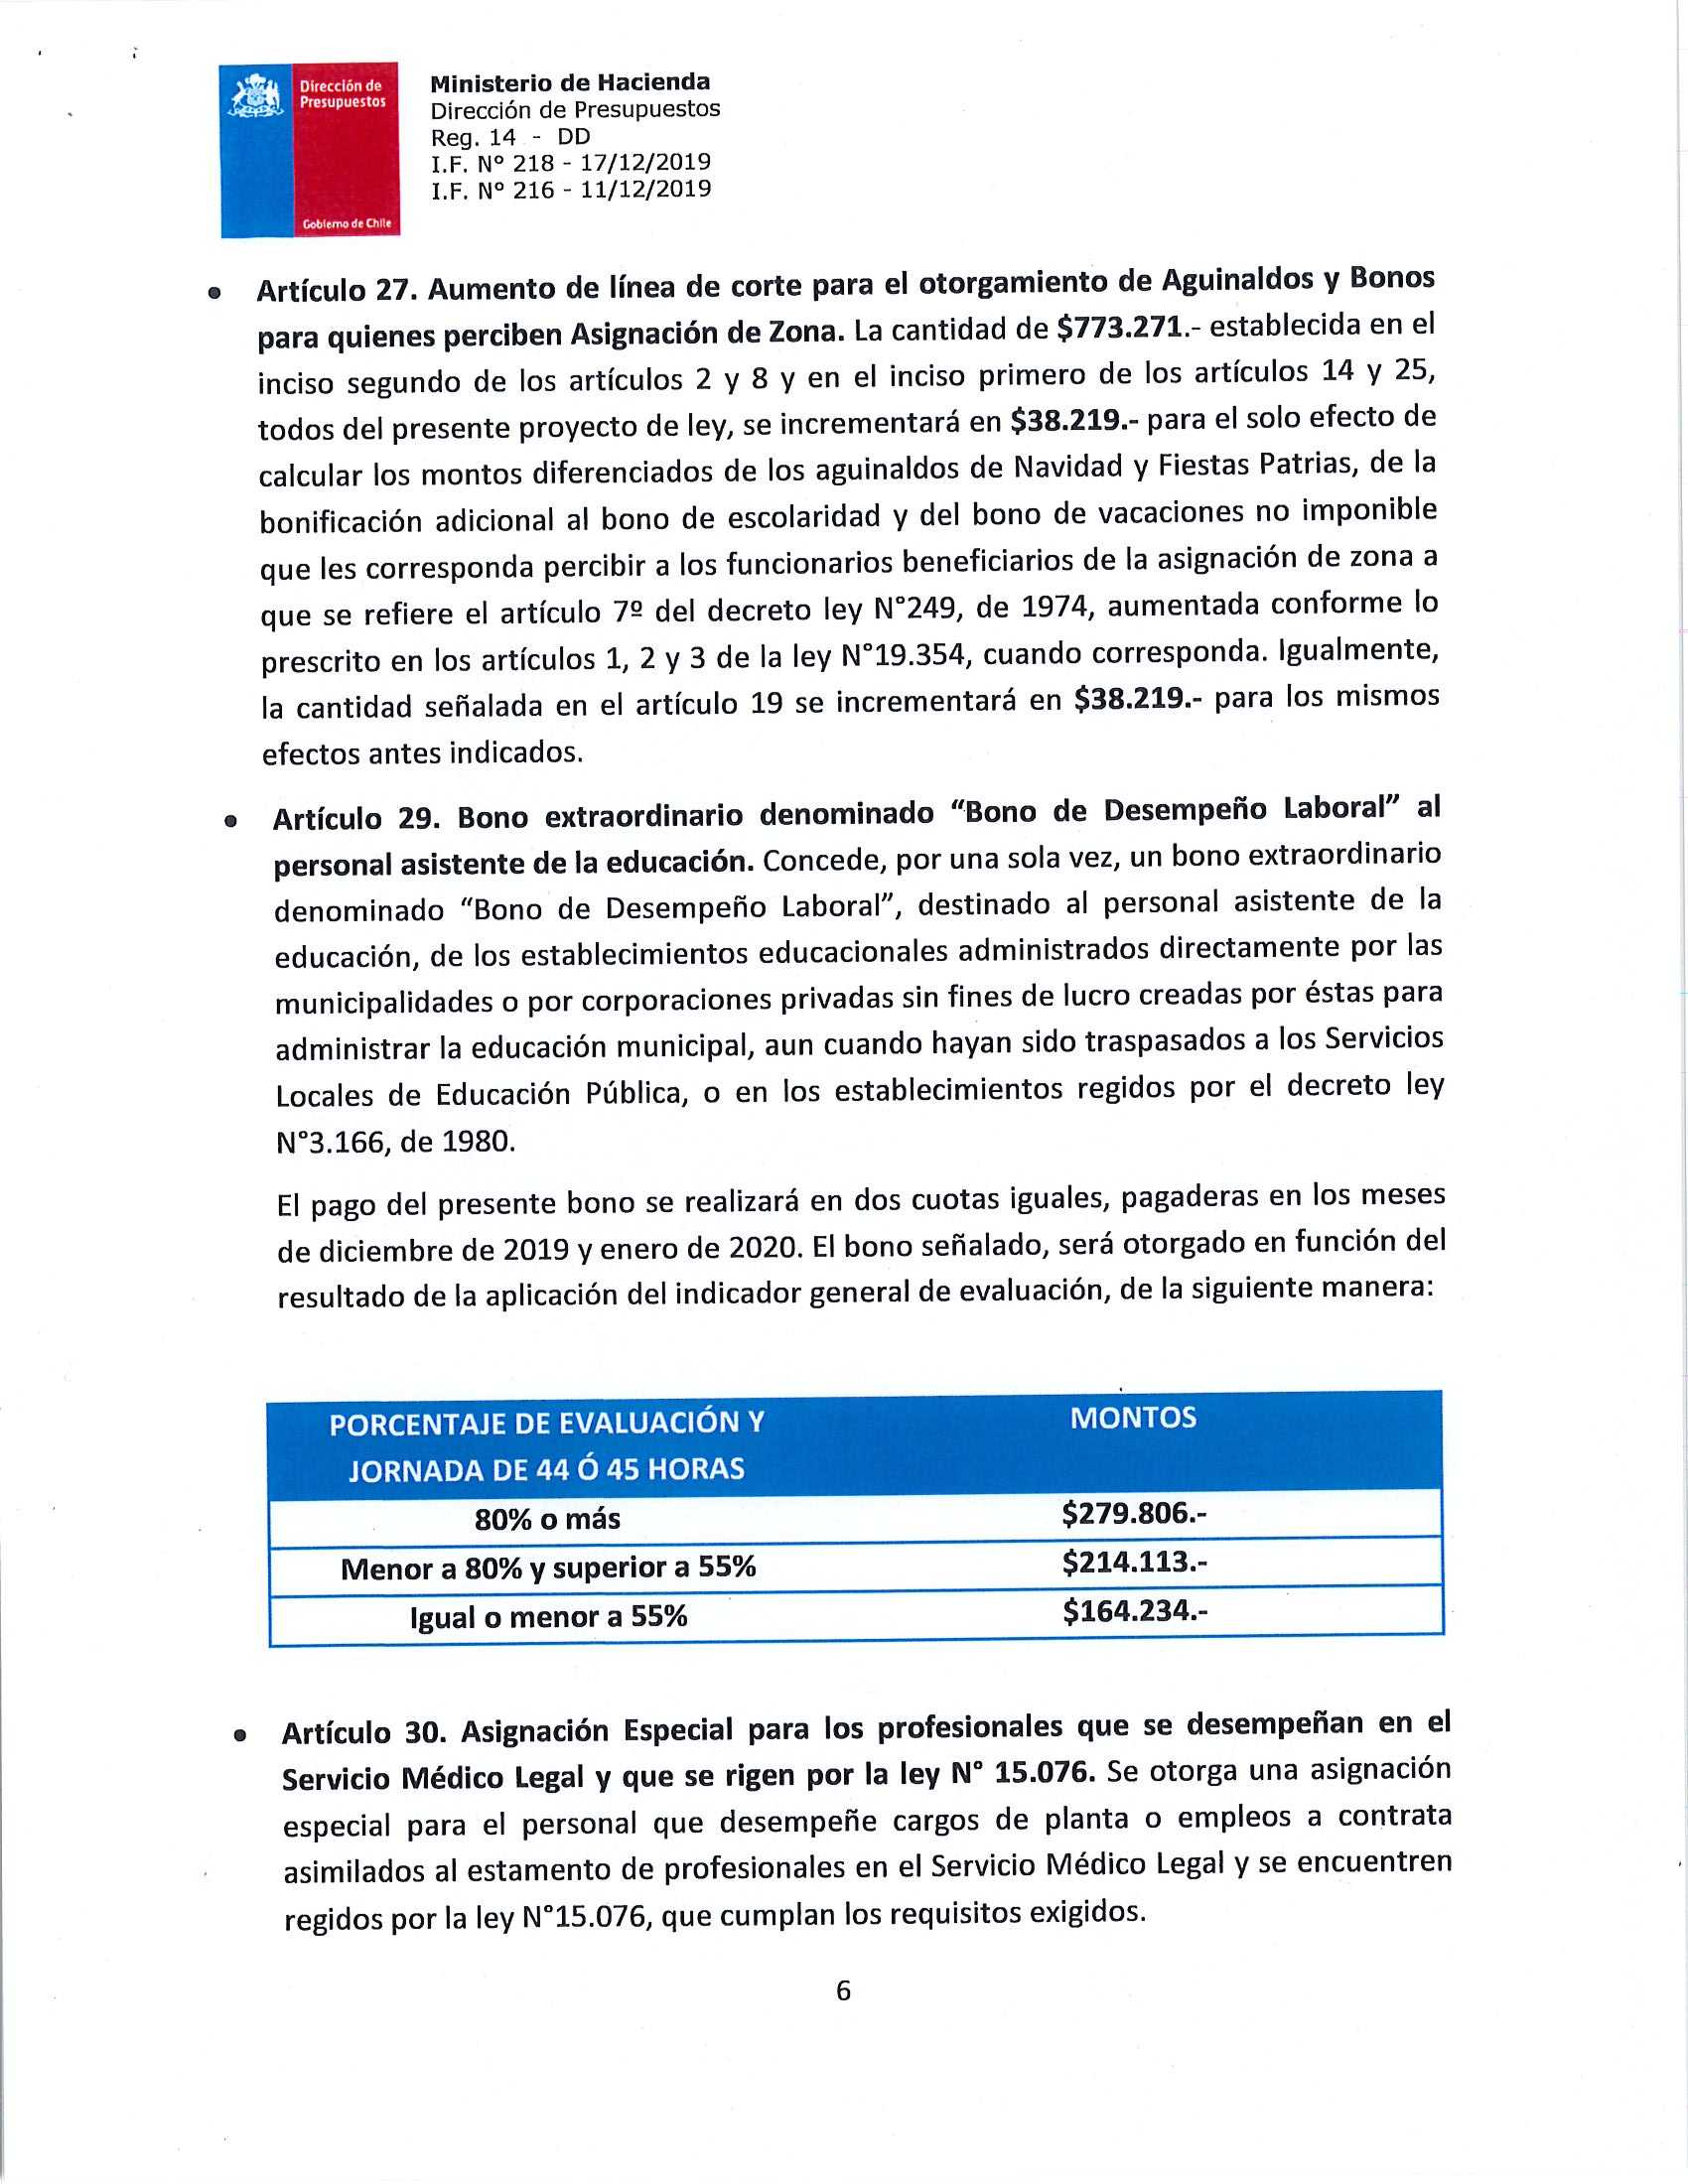 Dirección de
Presupuestos
Gobierno de Chile
Ministerio de Hacienda
Dirección de Presupuestos
Reg. 14 - DD
I.F. Nº 218 - 17/12/2019
I.F. Nº 216 - 11/12/2019
• Artículo 27. Aumento de línea de corte para el otorgamiento de Aguinaldos y Bonos
para quienes perciben Asignación de Zona. La cantidad de $773.271.- establecida en el
inciso segundo de los artículos 2 y 8 y en el inciso primero de los artículos 14 y 25,
todos del presente proyecto de ley, se incrementará en $38.219.- para el solo efecto de
calcular los montos diferenciados de los aguinaldos de Navidad y Fiestas Patrias, de la
bonificación adicional al bono de escolaridad y del bono de vacaciones no imponible
que les corresponda percibir a los funcionarios beneficiarios de la asignación de zona a
que se refiere el artículo 7º del decreto ley N°249, de 1974, aumentada conforme lo
prescrito en los artículos 1, 2 y 3 de la ley N°19.354, cuando corresponda. Igualmente,
la cantidad señalada en el artículo 19 se incrementará en $38.219.- para los mismos
efectos antes indicados.
• Artículo 29. Bono extraordinario denominado “Bono de Desempeño Laboral” al
personal asistente de la educación. Concede, por una sola vez, un bono extraordinario
denominado “Bono de Desempeño Laboral”, destinado al personal asistente de la
educación, de los establecimientos educacionales administrados directamente por las
municipalidades o por corporaciones privadas sin fines de lucro creadas por éstas para
administrar la educación municipal, aun cuando hayan sido traspasados a los Servicios
Locales de Educación Pública, o en los establecimientos regidos por el decreto ley
N°3.166, de 1980.
El pago del presente bono se realizará en dos cuotas iguales, pagaderas en los meses
de diciembre de 2019 y enero de 2020. El bono señalado, será otorgado en función del
resultado de la aplicación del indicador general de evaluación, de la siguiente manera:
PORCENTAJE DE EVALUACIÓN Y MONTOS
JORNADA DE 44 Ó 45 HORAS
80% o más $279.806.-
Menor a 80% y superior a 55% $214.113.-
Igual o menor a 55% $164.234.-
• Artículo 30. Asignación Especial para los profesionales que se desempeñan en el
Servicio Médico Legal y que se rigen por la ley N° 15.076. Se otorga una asignación
especial para el personal que desempeñe cargos de planta o empleos a contrata
asimilados al estamento de profesionales en el Servicio Médico Legal y se encuentren
regidos por la ley N°15.076, que cumplan los requisitos exigidos.
6